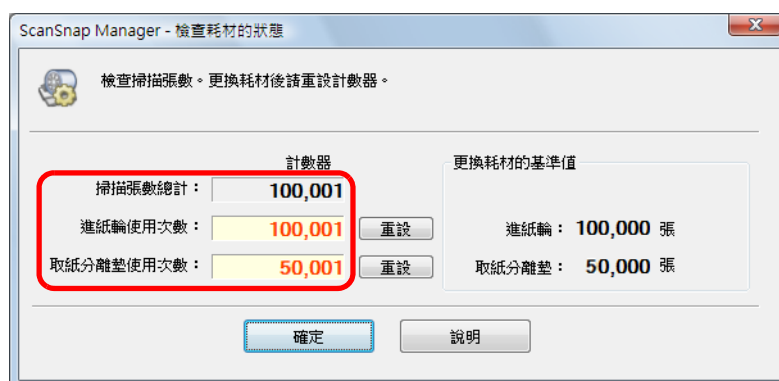 ScanSnap Manager - 檢查耗材的狀態
檢查掃描張數。更換耗材後請重設計數器。
計數器
更換耗材的基準值
掃描張數總計： 100,001
進紙輪使用次數： 100,001 重設
進紙輪： 100,000 張
取紙分離墊使用次數： 50,001 重設
取紙分離墊： 50,000 張
確定
說明